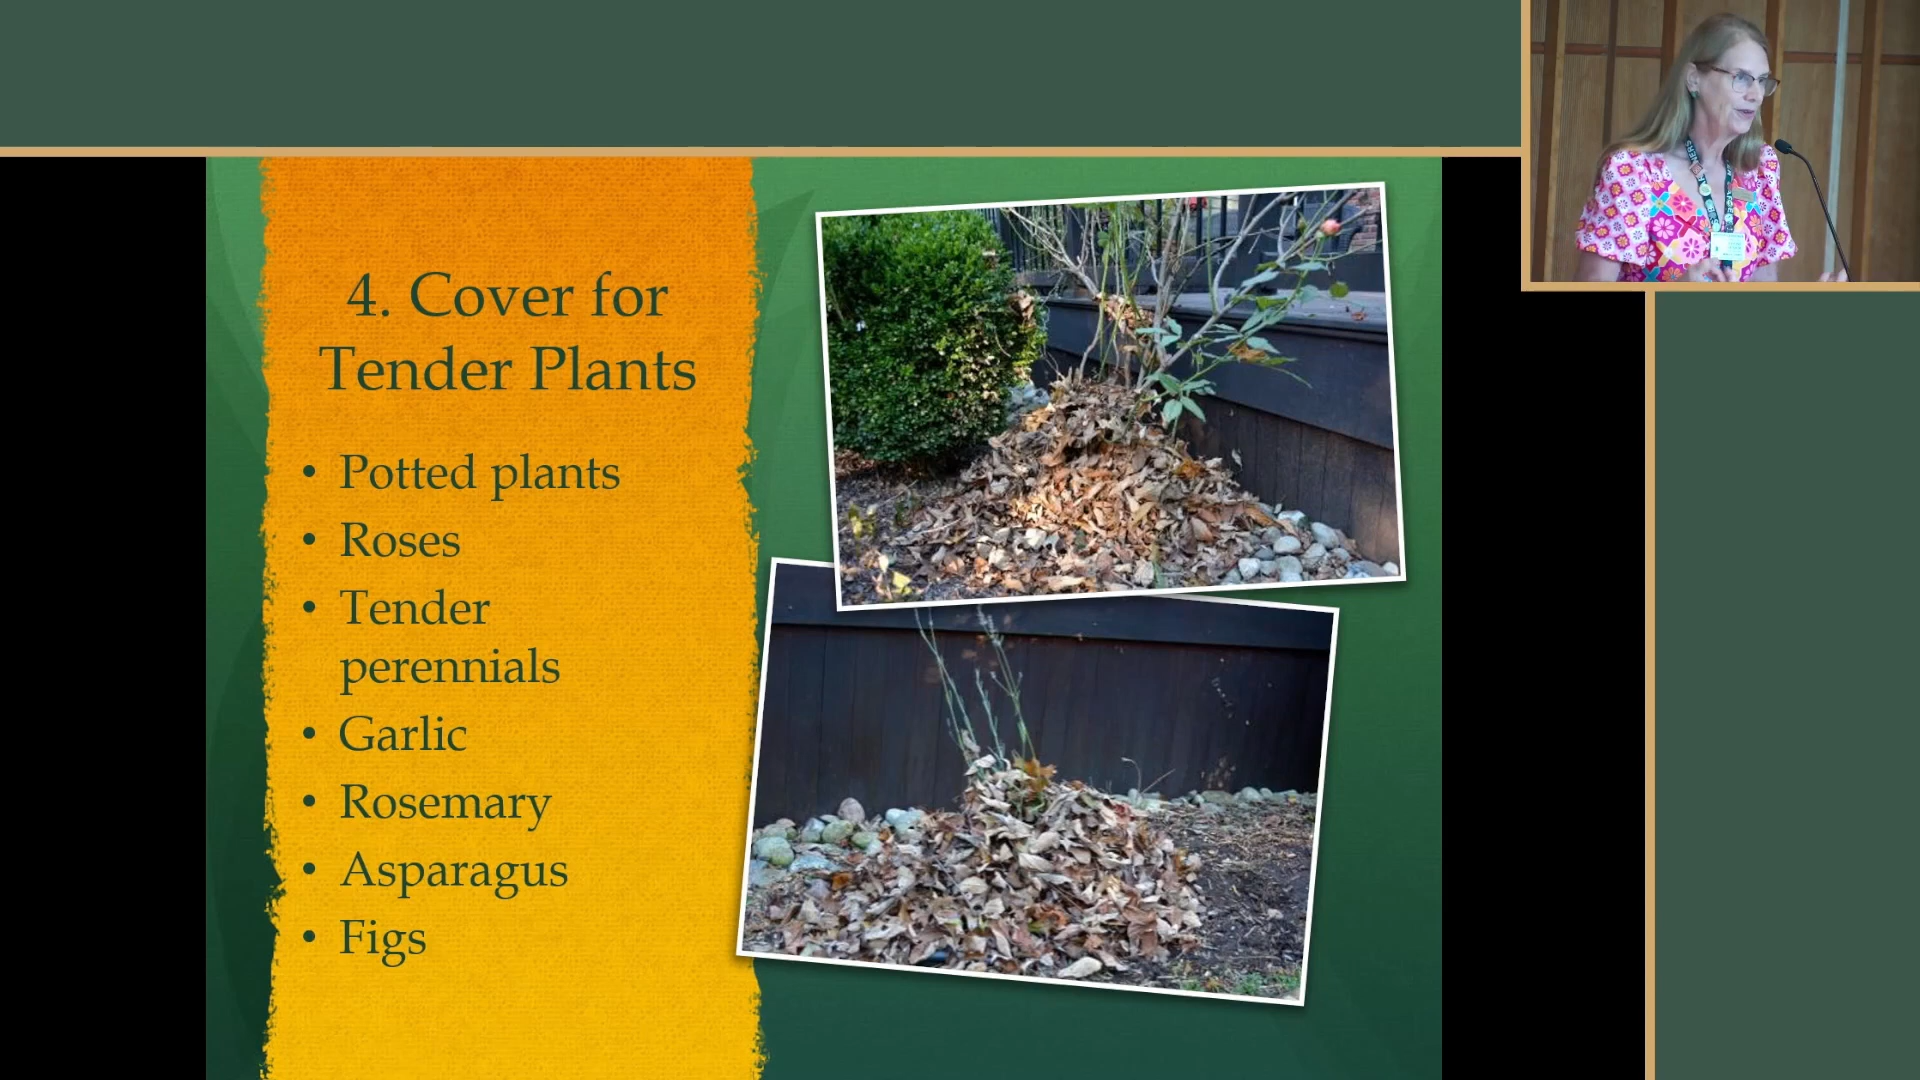 4. Cover for
Tender Plants
• Potted plants
• Roses
• Tender
perennials
• Garlic
• Rosemary
• Asparagus
• Figs